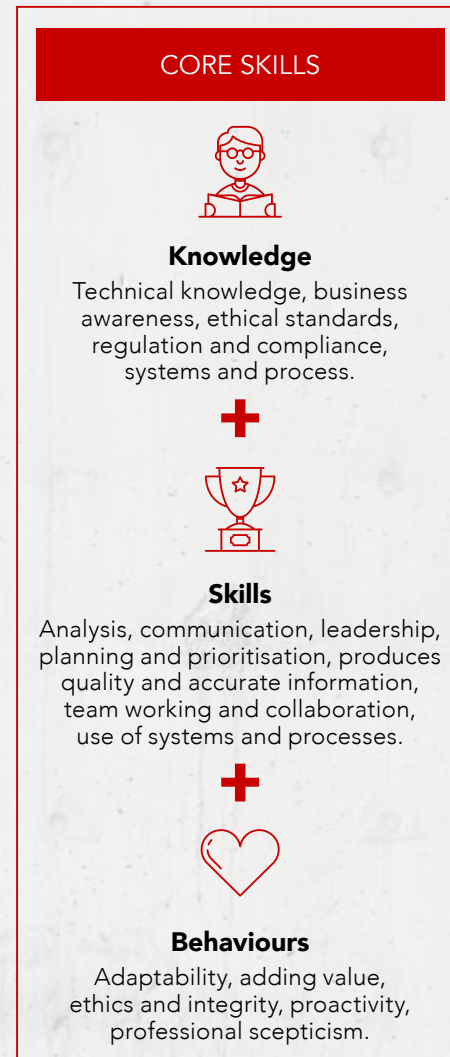 CORE SKILLS
Knowledge
Technical knowledge, business
awareness, ethical standards,
regulation and compliance,
systems and process.
Skills
Analysis, communication, leadership,
planning and prioritisation, produces
quality and accurate information,
team working and collaboration,
use of systems and processes.
Behaviours
Adaptability, adding value,
ethics and integrity, proactivity,
professional scepticism.